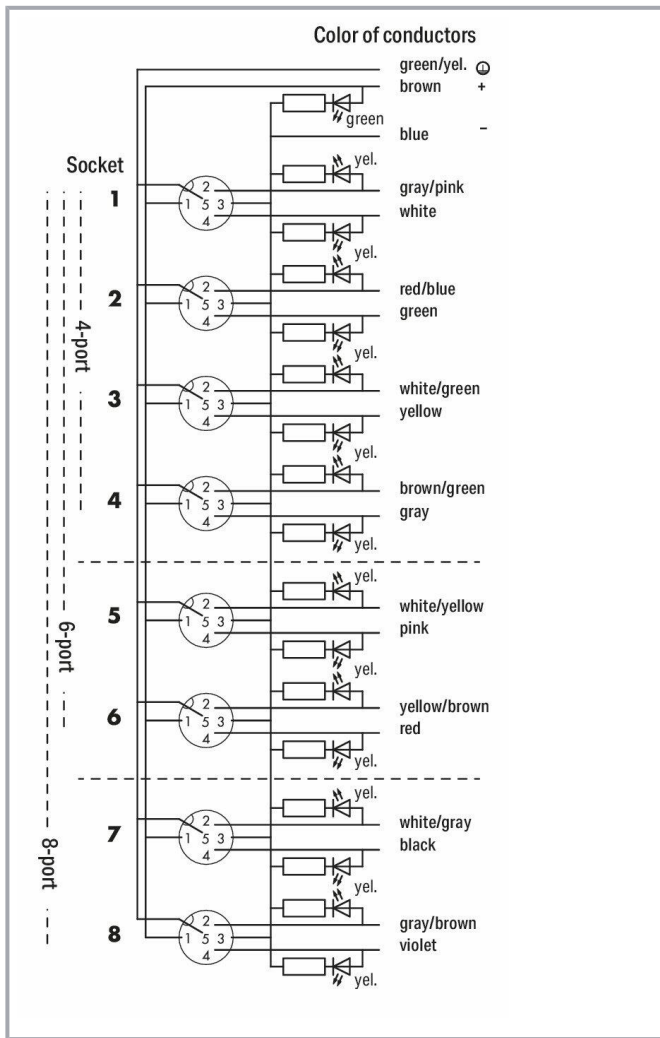 Color of conductors
green/yel.
brown +
green
blue -
Socket
yel.
1 2 1 5 3 4 gray/pink
white
yel.
2 2 1 5 3 4 red/blue
green
yel.
4-port
3 2 1 5 3 4 white/green
yellow
yel.
4 2 1 5 3 4 brown/green
gray
yel.
yel.
5 2 1 5 3 4 white/yellow
pink
6-port
yel.
6 2 1 5 3 4 yellow/brown
red
yel.
yel.
7 2 1 5 3 4 white/gray
black
8-port
yel.
8 2 1 5 3 4 gray/brown
violet
yel.